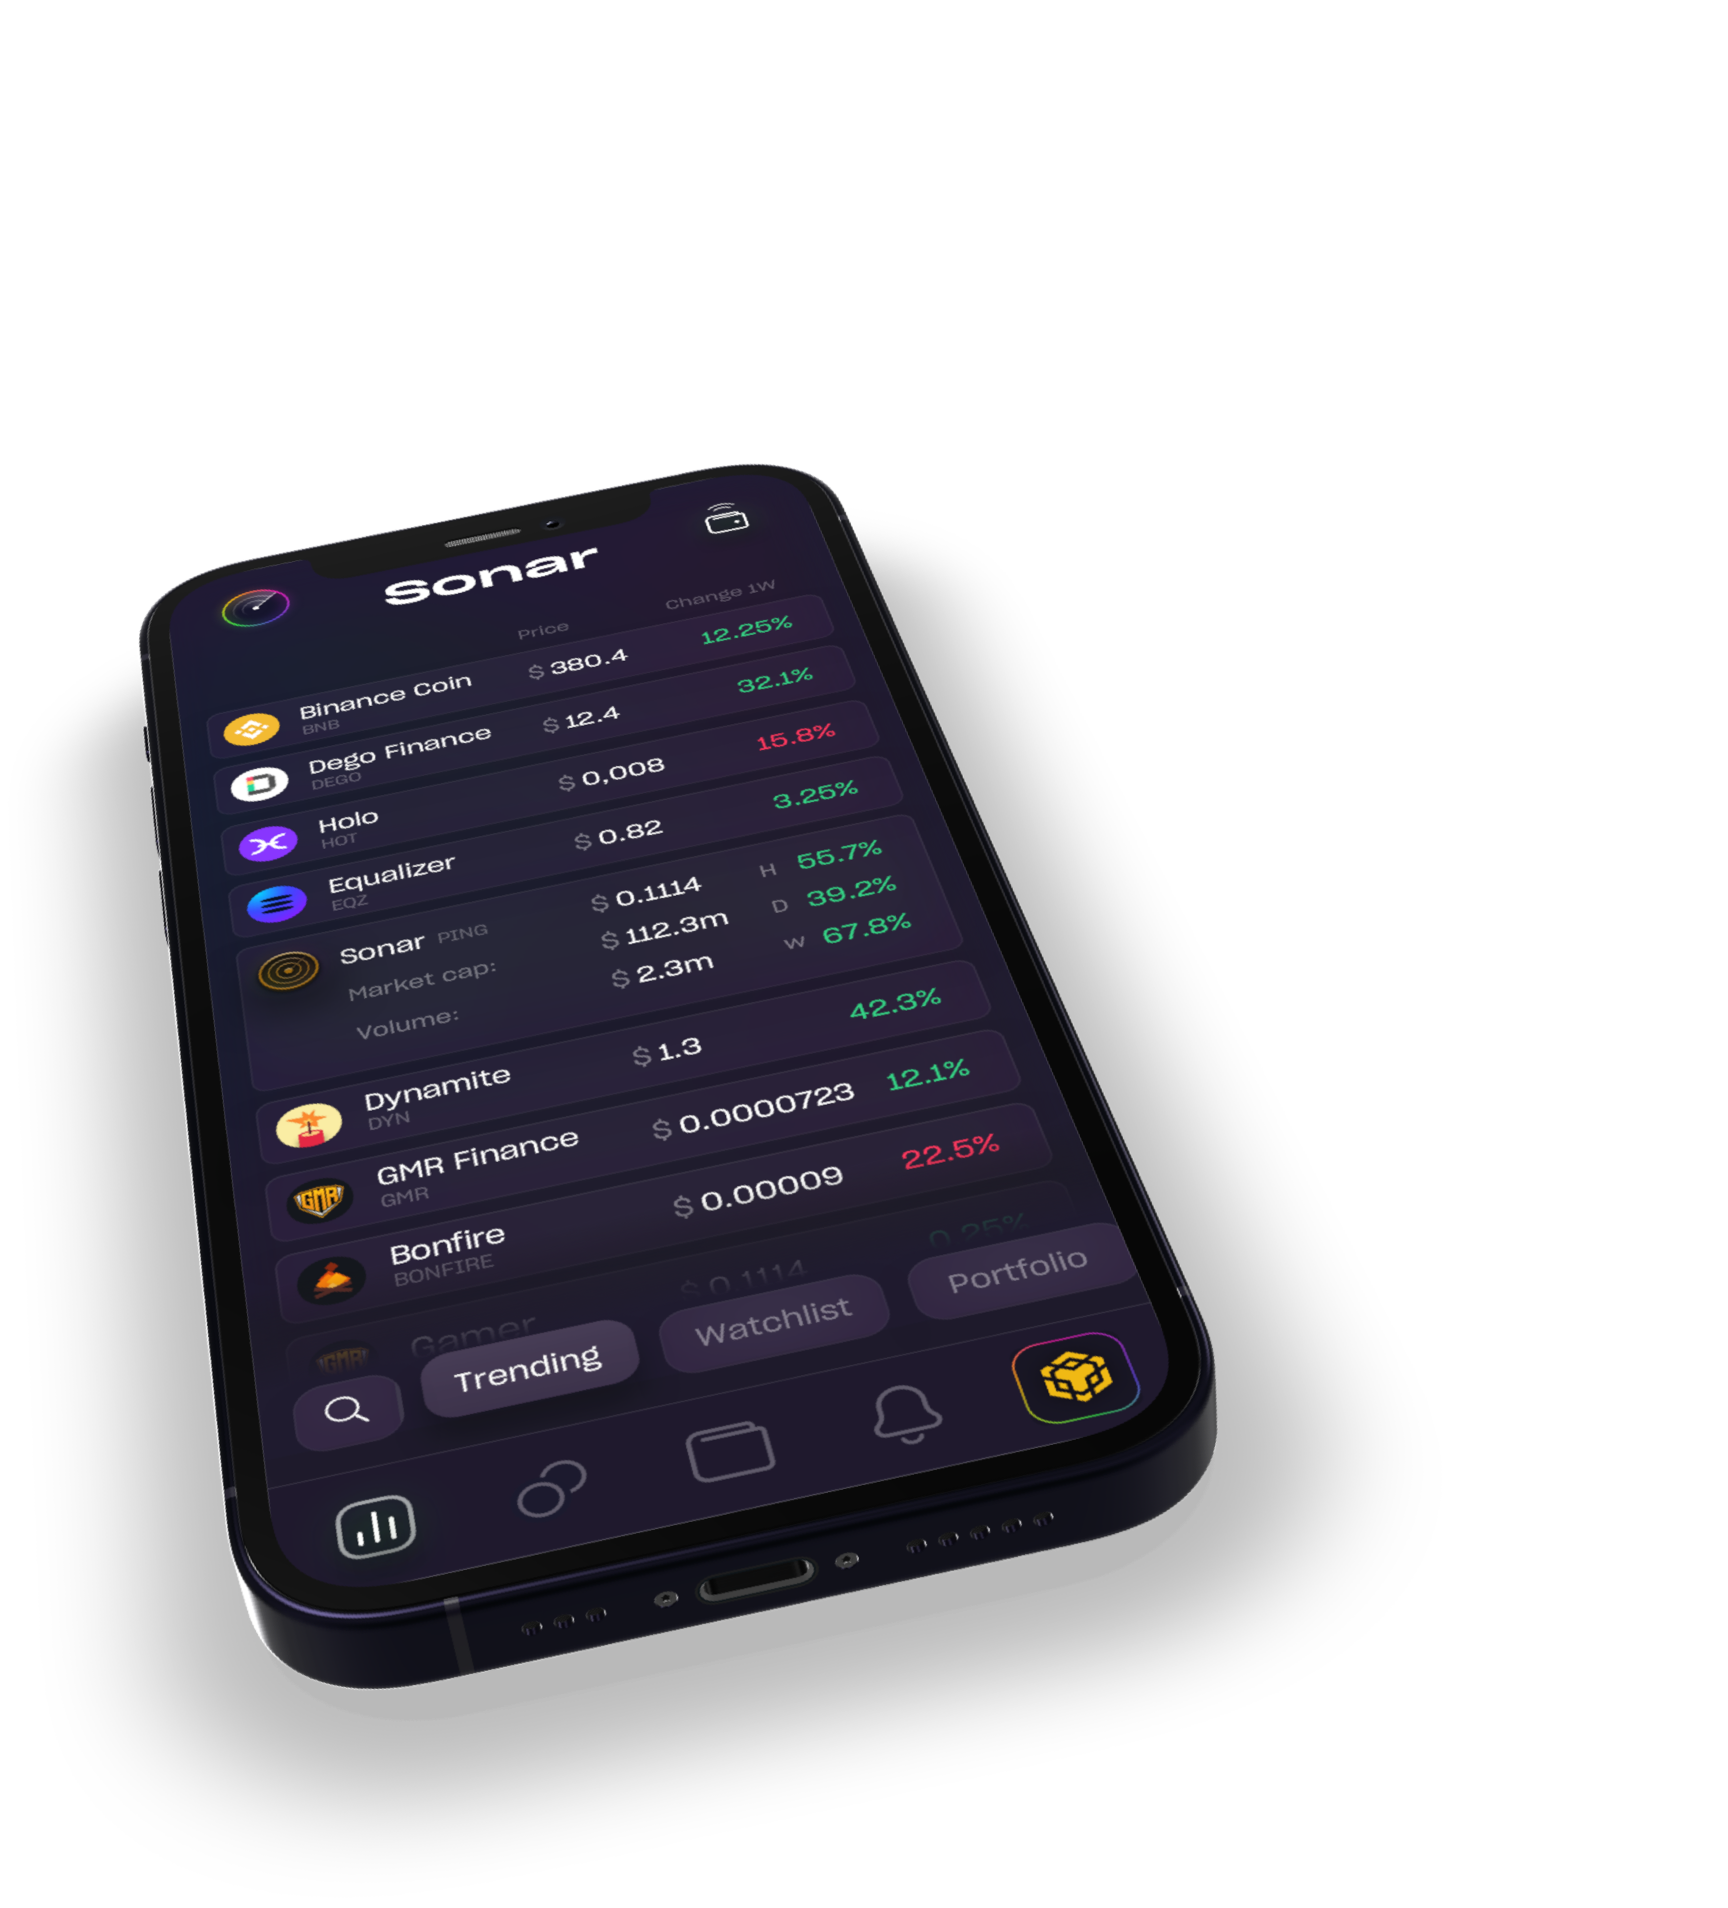 Sonar
Price Change 1W
Binance Coin $ 380.4 12.25%
BNB
Dego Finance $ 12.4 32.1%
DEGO
Holo $ 0,008 15.8%
HOT
Equalizer $ 0.82 3.25%
EQZ
Sonar PING $ 0.1114 H 55.7%
Market cap: $ 112.3m D 39.2%
Volume: $ 2.3m W 67.8%
Dynamite $ 1.3 42.3%
DYN
GMR Finance $ 0.0000723 12.1%
GMR
GMR
Bonfire $ 0.00009 22.5%
BONFIRE
Gamer $ 0.1114 0.25%
GMR
Trending Watchlist Portfolio